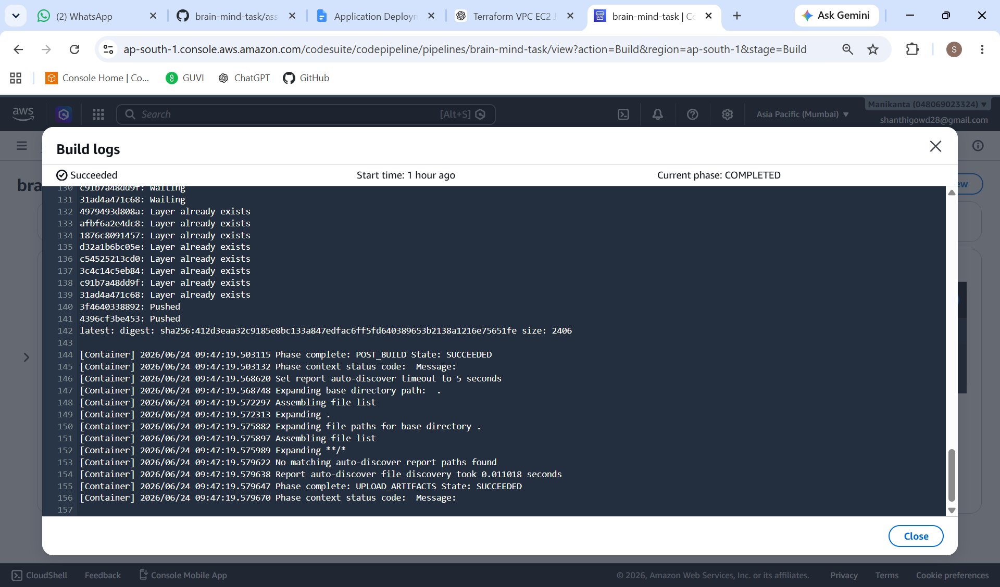 (2) WhatsApp
brain-mind-task/ass
Application Deployn
Terraform VPC EC2 J
brain-mind-task | Co
Ask Gemini
ap-south-1.console.aws.amazon.com/codesuite/codepipeline/pipelines/brain-mind-task/view?action=Build&region=ap-south-1&stage=Build
S
Console Home | Co...
GUVI
ChatGPT
GitHub
aws
Search
[Alt+S]
Asia Pacific (Mumbai)
Manikanta (048069023324)
shanthigowd28@gmail.com
bra
ew
Build logs
Succeeded
Start time: 1 hour ago
Current phase: COMPLETED
130 c91b7a48dd9f: Waiting
131 31ad4a471c68: Waiting
132 4979493d808a: Layer already exists
133 afbf6a2e4dc8: Layer already exists
134 1876c8091457: Layer already exists
135 d32a1b6bc05e: Layer already exists
136 c54525213cd0: Layer already exists
137 3c4c14c5eb84: Layer already exists
138 c91b7a48dd9f: Layer already exists
139 31ad4a471c68: Layer already exists
140 3f4640338892: Pushed
141 4396cf3be453: Pushed
142 latest: digest: sha256:412d3eaa32c9185e8bc133a847edfac6ff5fd640389653b2138a1216e75651fe size: 2406
143
144 [Container] 2026/06/24 09:47:19.503115 Phase complete: POST_BUILD State: SUCCEEDED
145 [Container] 2026/06/24 09:47:19.503132 Phase context status code:  Message:
146 [Container] 2026/06/24 09:47:19.568620 Set report auto-discover timeout to 5 seconds
147 [Container] 2026/06/24 09:47:19.568748 Expanding base directory path:  .
148 [Container] 2026/06/24 09:47:19.572297 Assembling file list
149 [Container] 2026/06/24 09:47:19.572313 Expanding .
150 [Container] 2026/06/24 09:47:19.575882 Expanding file paths for base directory .
151 [Container] 2026/06/24 09:47:19.575897 Assembling file list
152 [Container] 2026/06/24 09:47:19.575989 Expanding **/*
153 [Container] 2026/06/24 09:47:19.579622 No matching auto-discover report paths found
154 [Container] 2026/06/24 09:47:19.579638 Report auto-discover file discovery took 0.011018 seconds
155 [Container] 2026/06/24 09:47:19.579647 Phase complete: UPLOAD_ARTIFACTS State: SUCCEEDED
156 [Container] 2026/06/24 09:47:19.579670 Phase context status code:  Message:
157
Close
CloudShell
Feedback
Console Mobile App
© 2026, Amazon Web Services, Inc. or its affiliates.
Privacy
Terms
Cookie preferences